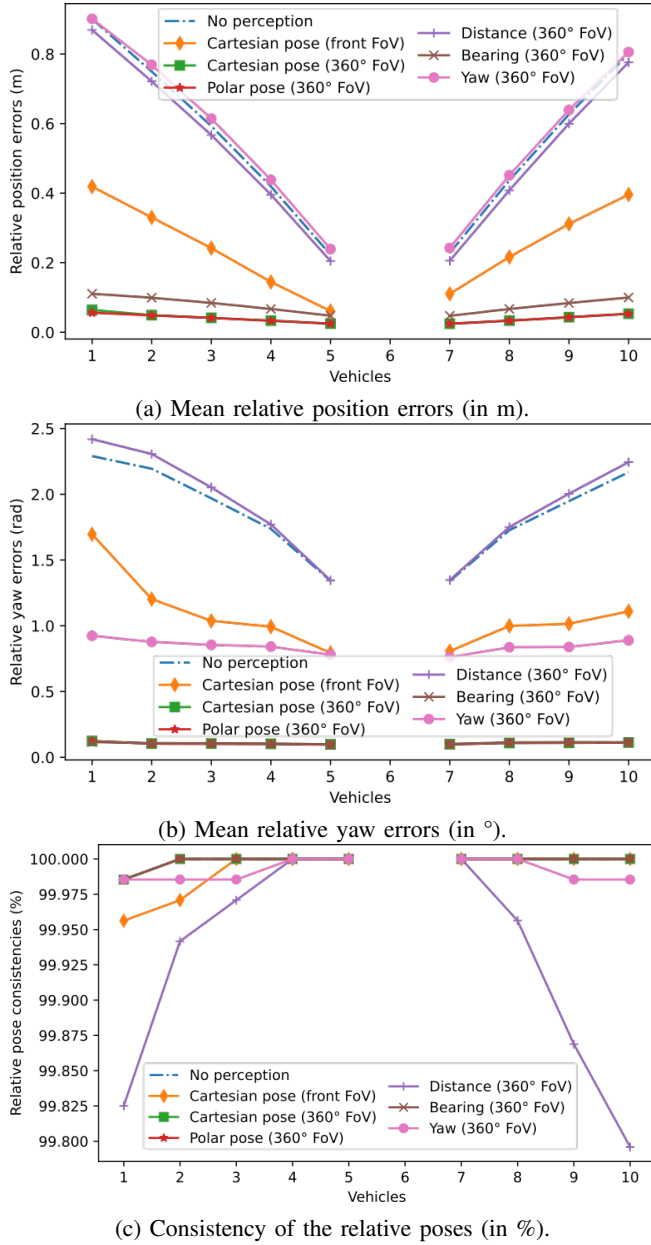 Relative position errors (m)
0.8
0.6
0.4
0.2
0.0
No perception
Cartesian pose (front FoV)
Cartesian pose (360° FoV)
Polar pose (360° FoV)
Distance (360° FoV)
Bearing (360° FoV)
Yaw (360° FoV)
1 2 3 4 5 6 7 8 9 10
Vehicles
(a) Mean relative position errors (in m).
Relative yaw errors (rad)
2.5
2.0
1.5
1.0
0.5
0.0
No perception
Cartesian pose (front FoV)
Cartesian pose (360° FoV)
Polar pose (360° FoV)
Distance (360° FoV)
Bearing (360° FoV)
Yaw (360° FoV)
1 2 3 4 5 6 7 8 9 10
Vehicles
(b) Mean relative yaw errors (in °).
Relative pose consistencies (%)
100.000
99.975
99.950
99.925
99.900
99.875
99.850
99.825
99.800
No perception
Cartesian pose (front FoV)
Cartesian pose (360° FoV)
Polar pose (360° FoV)
Distance (360° FoV)
Bearing (360° FoV)
Yaw (360° FoV)
1 2 3 4 5 6 7 8 9 10
Vehicles
(c) Consistency of the relative poses (in %).